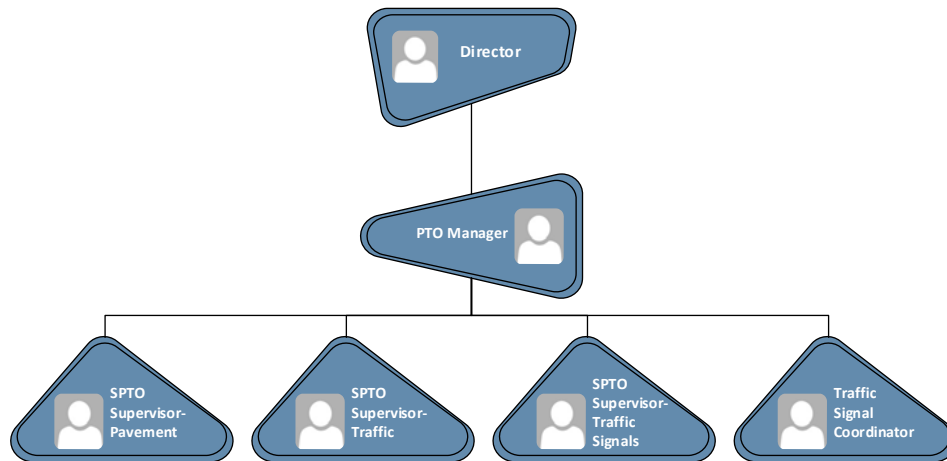 Director
PTO Manager
SPTO
Supervisor-
Pavement
SPTO
Supervisor-
Traffic
SPTO
Supervisor-
Traffic
Signals
Traffic
Signal
Coordinator